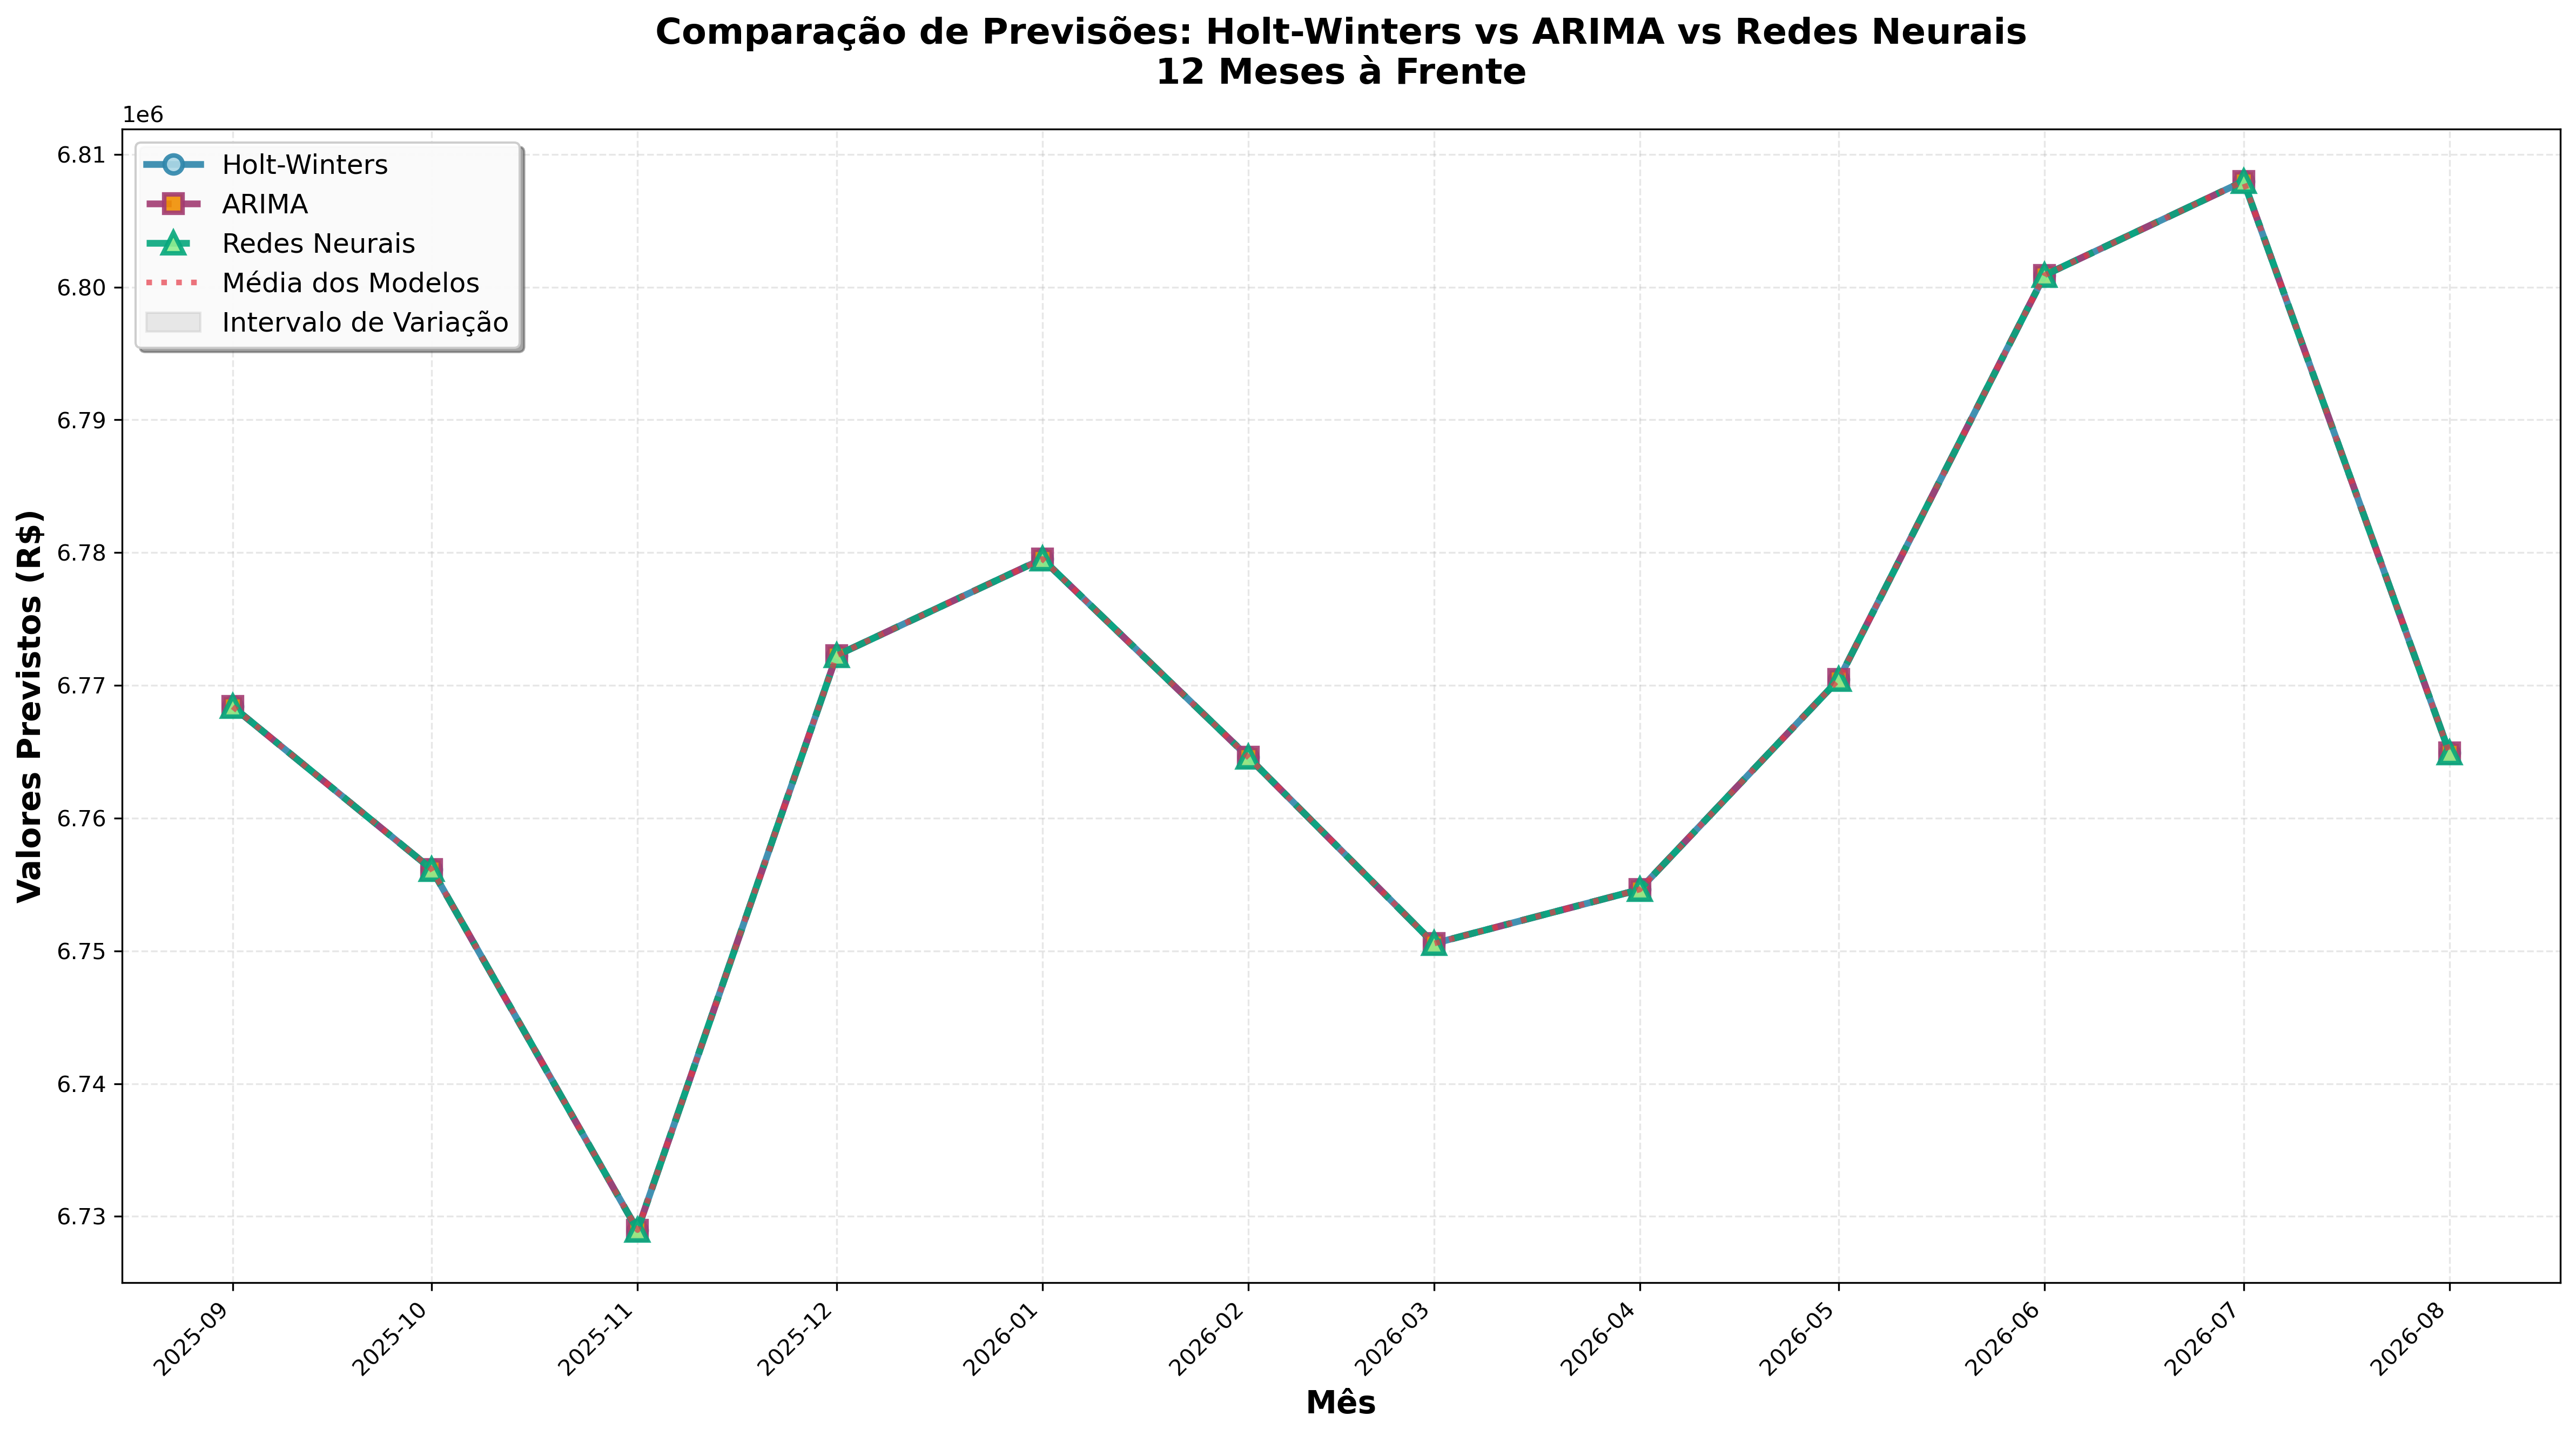 Comparação de Previsões: Holt-Winters vs ARIMA vs Redes Neurais
12 Meses à Frente
1e6
6.81
6.80
6.79
6.78
6.77
6.76
6.75
6.74
6.73
Valores Previstos (R$)
Holt-Winters
ARIMA
Redes Neurais
Média dos Modelos
Intervalo de Variação
2025-09
2025-10
2025-11
2025-12
2026-01
2026-02
2026-03
2026-04
2026-05
2026-06
2026-07
2026-08
Mês